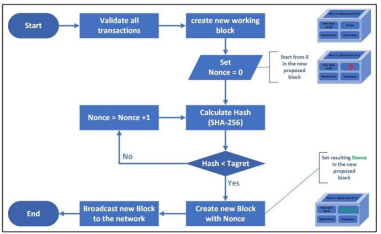 Start
Validate all
transactions
create new working
block
Set
Nonce = 0
Start from 0
in the new
proposed
block
Nonce = Nonce +1
Calculate Hash
(SHA-256)
No
Hash < Tagret
Yes
Set resulting Nonce
in the new
proposed
block
End
Broadcast new Block
to the network
Create new Block
with Nonce